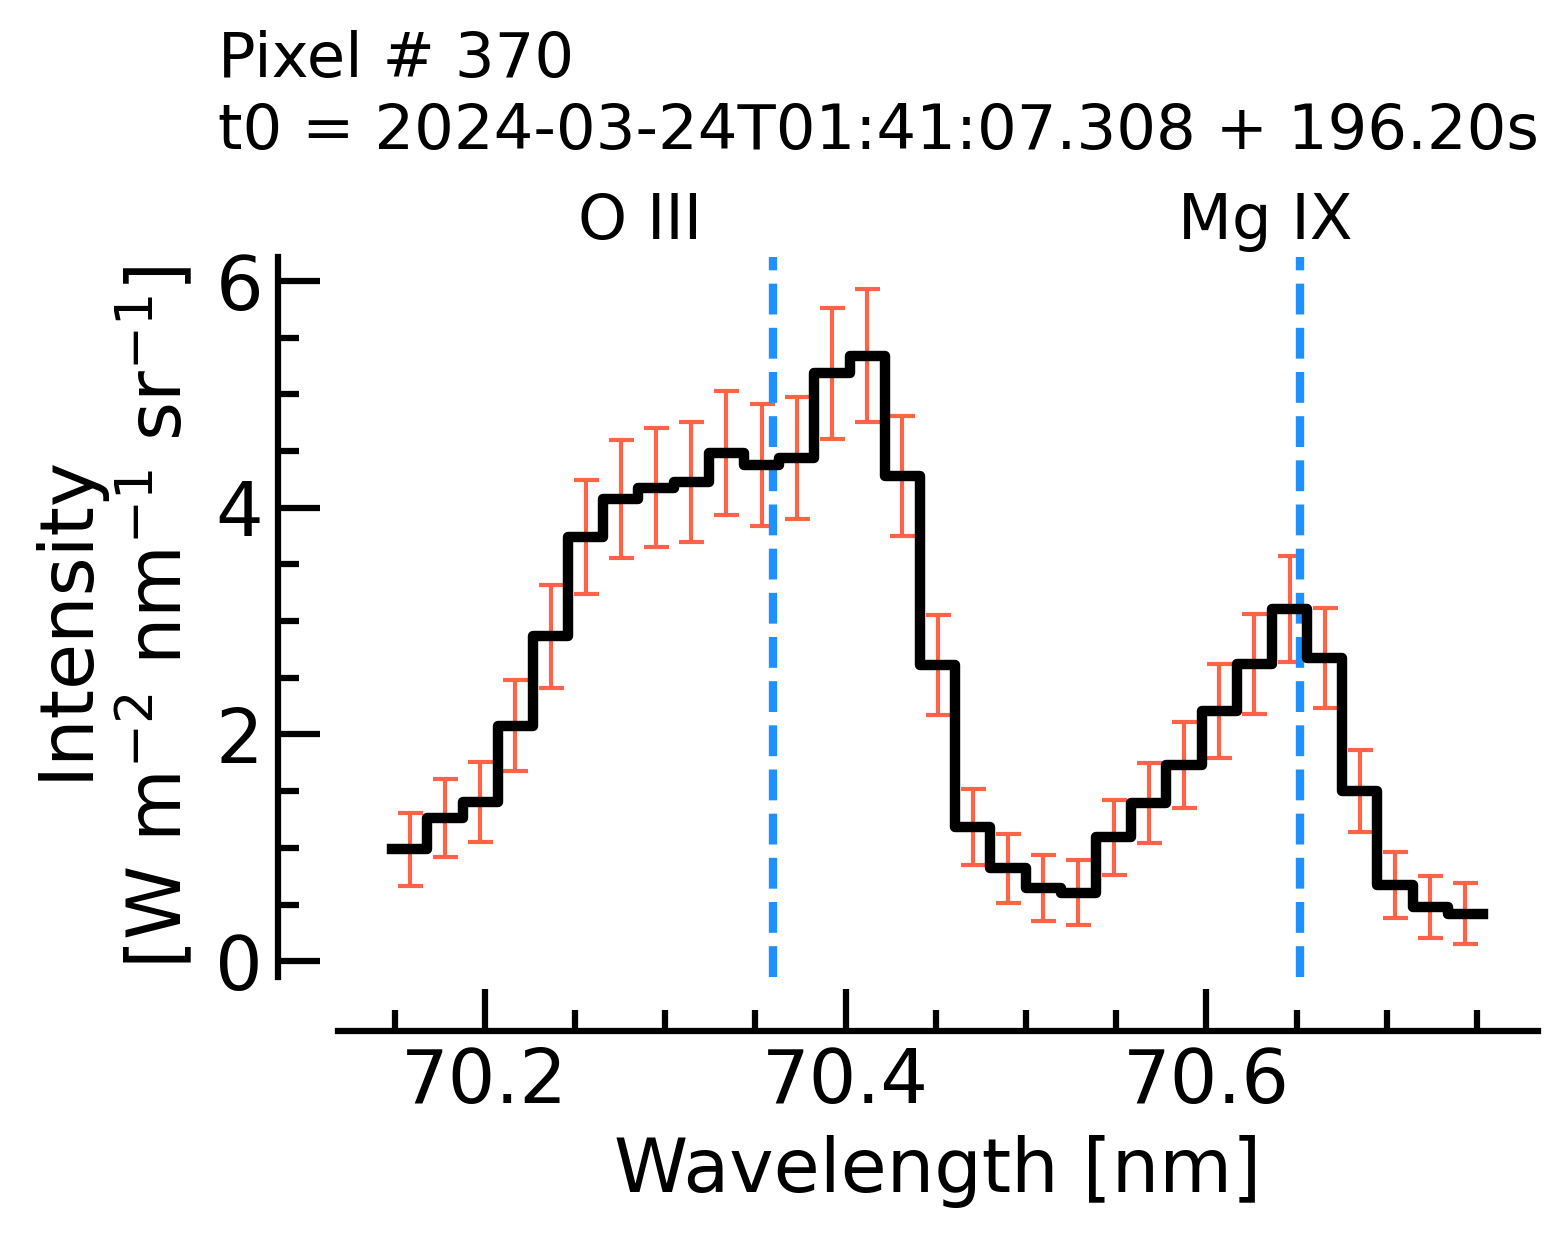 Pixel # 370
t0 = 2024-03-24T01:41:07.308 + 196.20s
O III Mg IX
6
4
2
0
Intensity
[W m⁻² nm⁻¹ sr⁻¹]
70.2 70.4 70.6
Wavelength [nm]